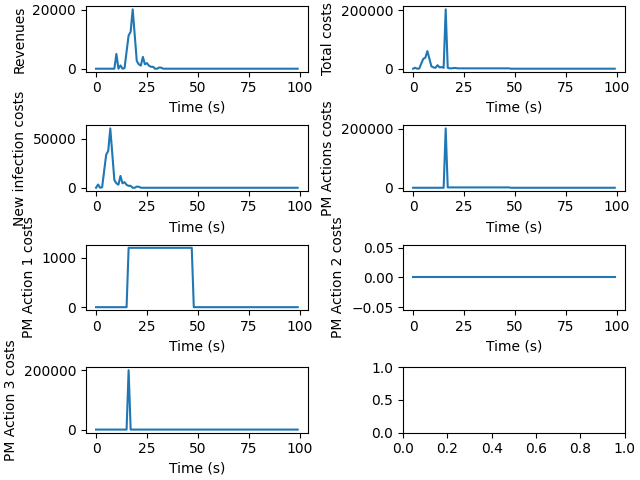 Revenues
20000
0
0 25 50 75 100
Time (s)
Total costs
200000
0
0 25 50 75 100
Time (s)
New infection costs
50000
0
0 25 50 75 100
Time (s)
PM Actions costs
200000
0
0 25 50 75 100
Time (s)
PM Action 1 costs
1000
0
0 25 50 75 100
Time (s)
PM Action 2 costs
0.05
0.00
−0.05
0 25 50 75 100
Time (s)
PM Action 3 costs
200000
0
0 25 50 75 100
Time (s)
1.0
0.5
0.0
0.0 0.2 0.4 0.6 0.8 1.0